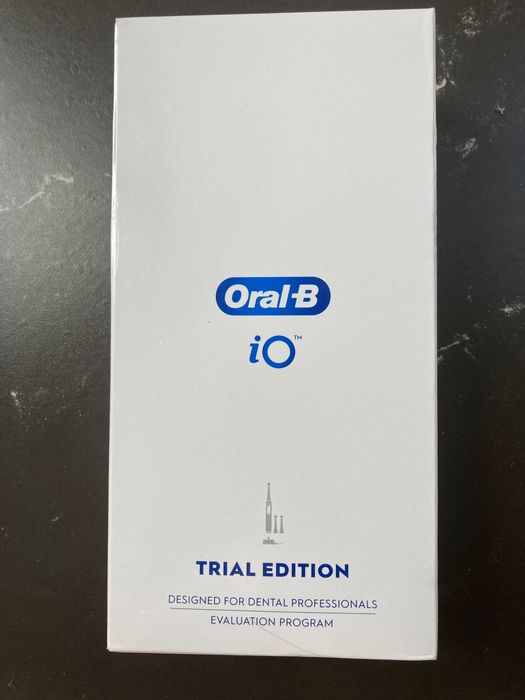 Oral-B
iO™
TRIAL EDITION
DESIGNED FOR DENTAL PROFESSIONALS
EVALUATION PROGRAM